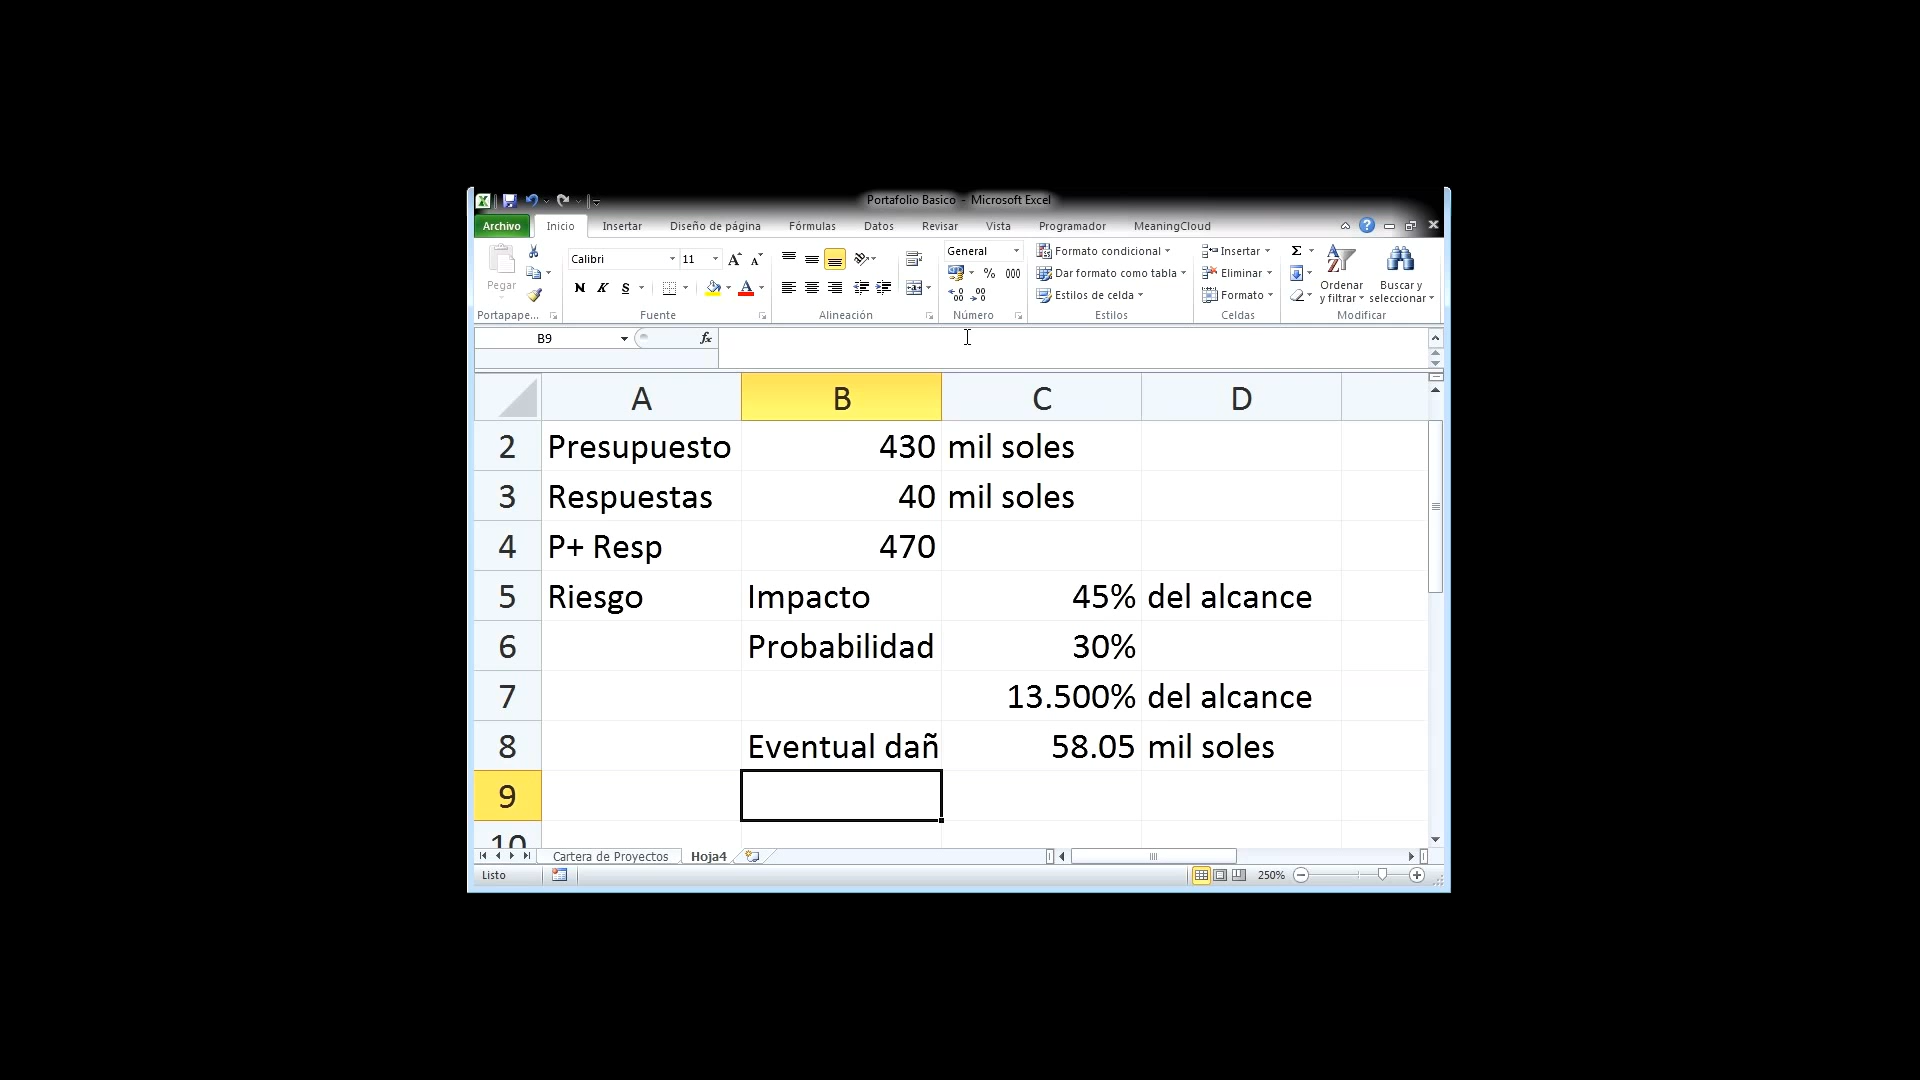 Portafolio Basico - Microsoft Excel
Archivo Inicio Insertar Diseño de página Fórmulas Datos Revisar Vista Programador MeaningCloud
Pegar
Portapape...
Calibri 11
N K S
Fuente
Alineación
General
% 000
Número
Formato condicional
Dar formato como tabla
Estilos de celda
Estilos
Insertar
Eliminar
Formato
Celdas
Σ
Ordenar y filtrar
Buscar y seleccionar
Modificar
B9 fx
A B C D
2 Presupuesto 430 mil soles
3 Respuestas 40 mil soles
4 P+ Resp 470
5 Riesgo Impacto 45% del alcance
6 Probabilidad 30%
7 13.500% del alcance
8 Eventual dañ 58.05 mil soles
9
10
Cartera de Proyectos Hoja4
Listo 250%